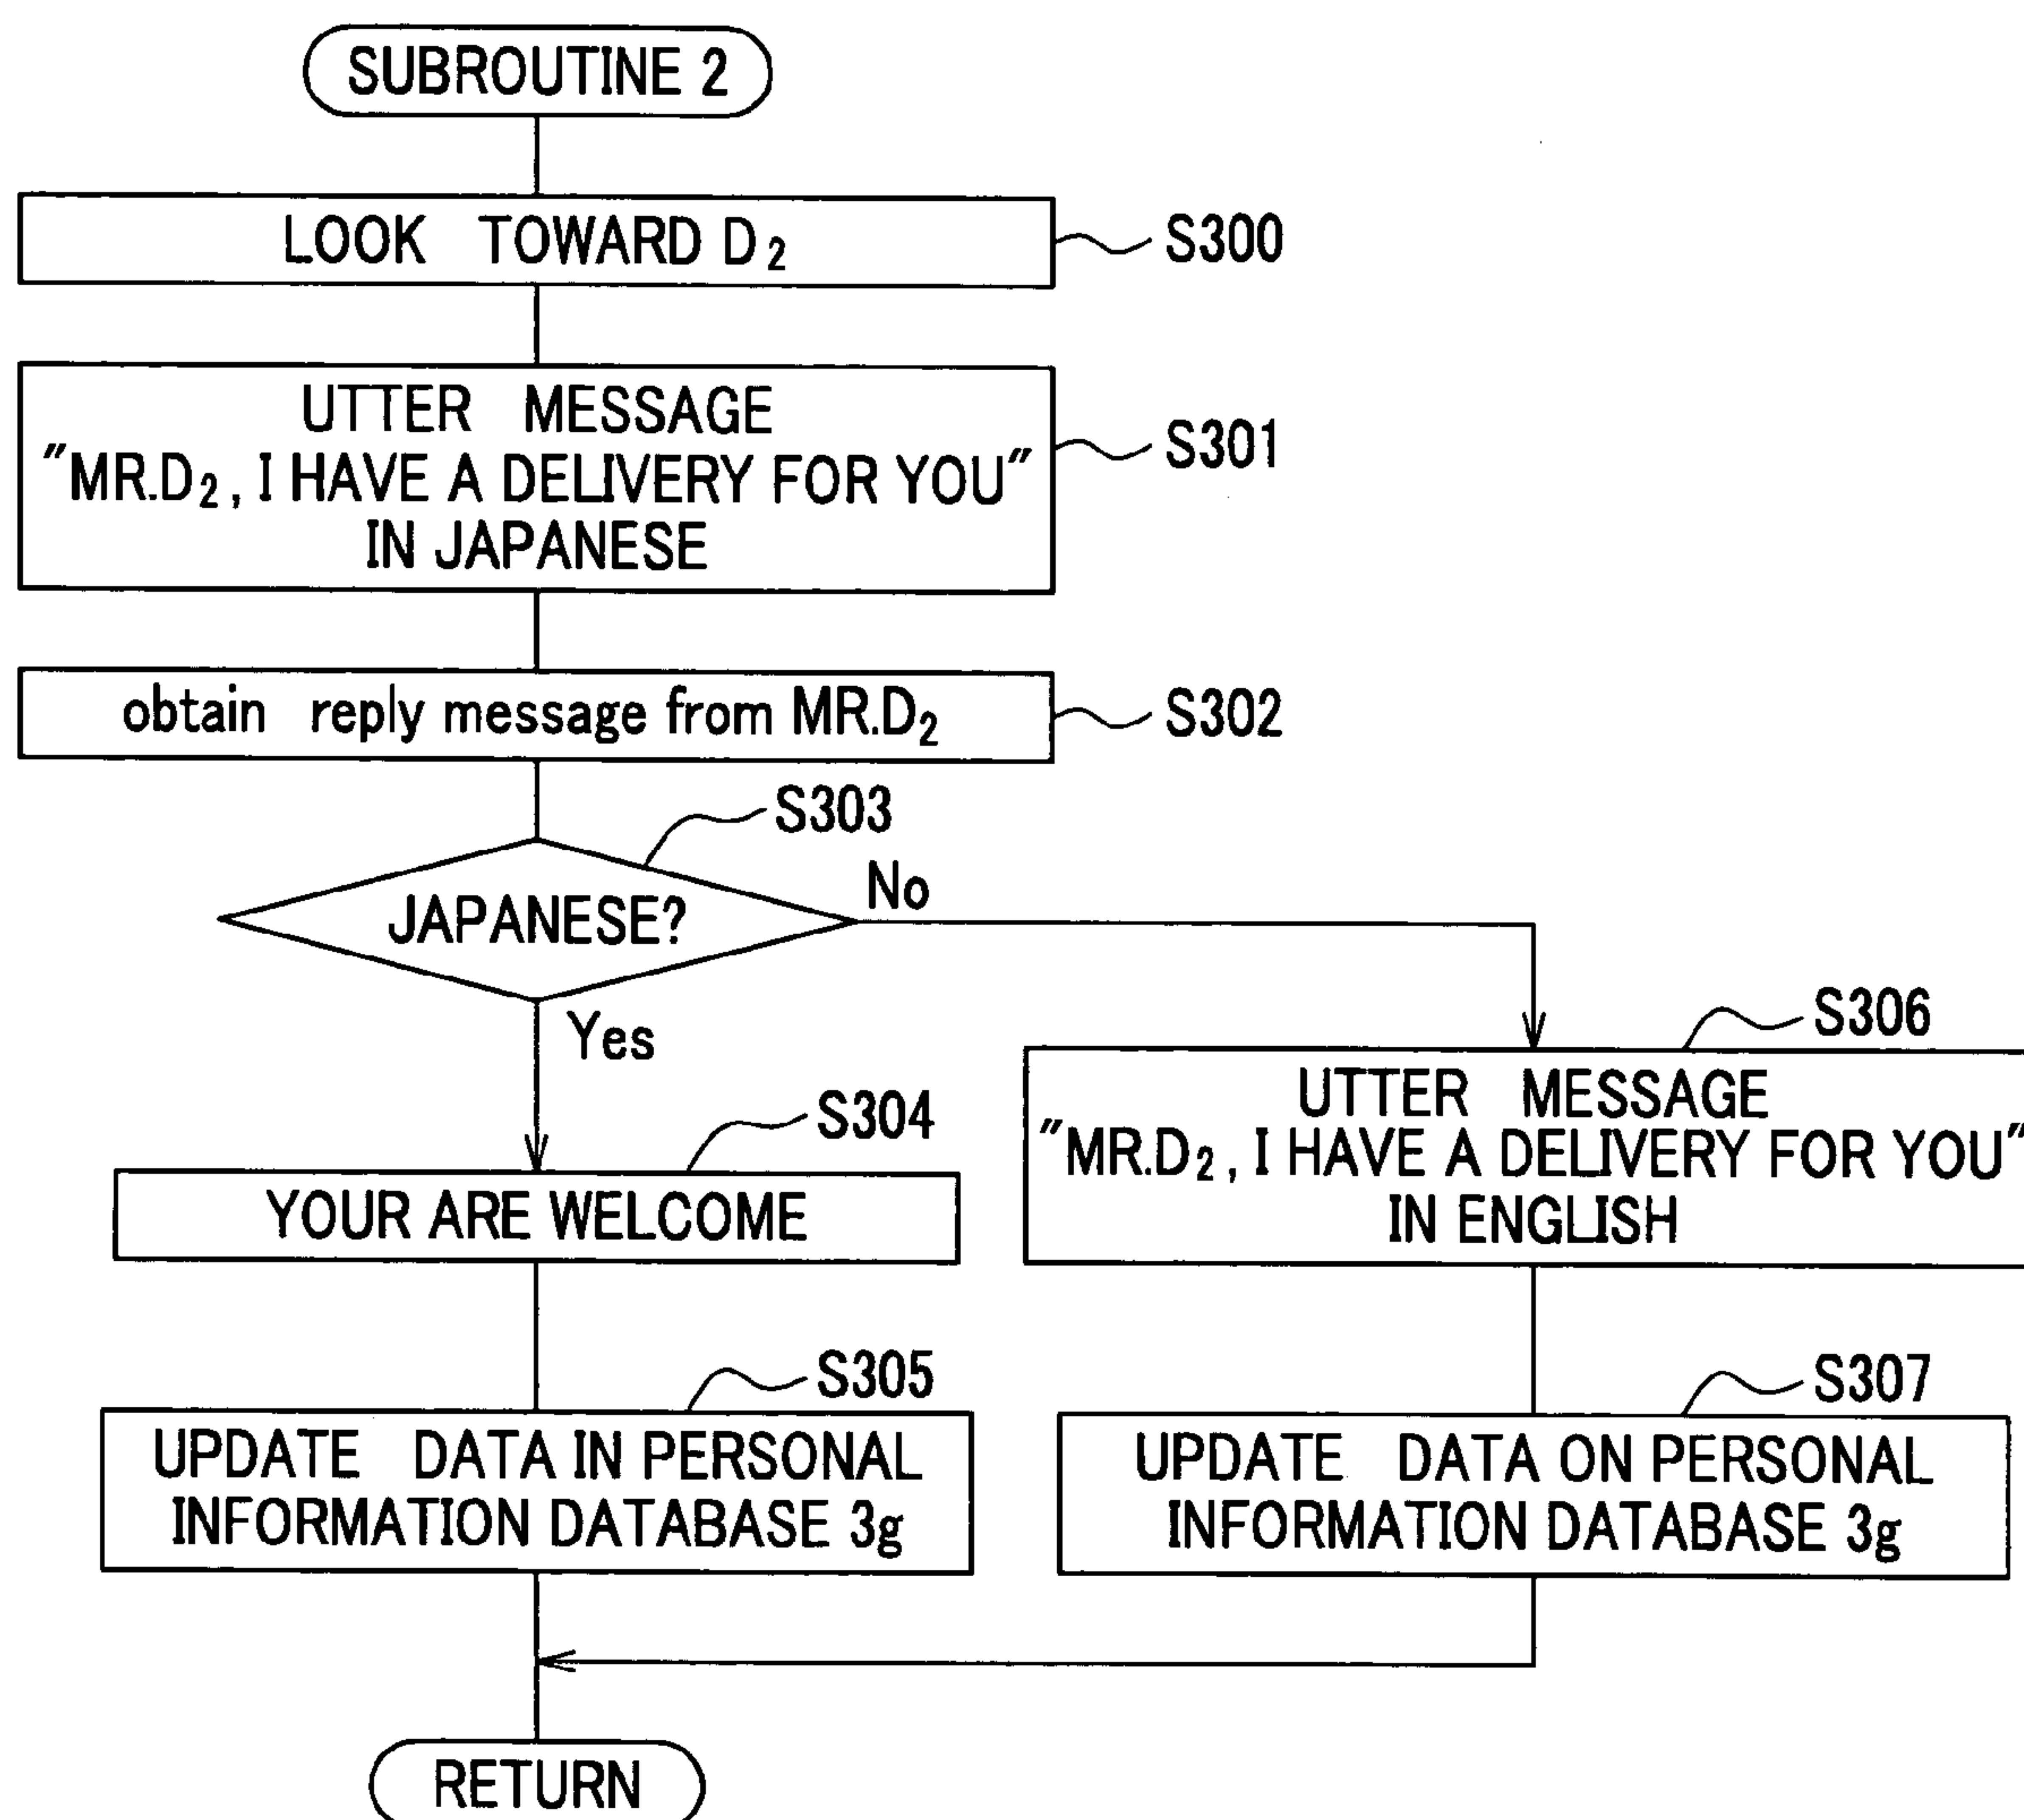 SUBROUTINE 2
LOOK TOWARD D₂
S300
UTTER MESSAGE
"MR.D₂, I HAVE A DELIVERY FOR YOU"
IN JAPANESE
S301
obtain reply message from MR.D₂
S302
S303
JAPANESE?
No
Yes
S304
YOUR ARE WELCOME
S305
UPDATE DATA IN PERSONAL
INFORMATION DATABASE 3g
S306
UTTER MESSAGE
"MR.D₂, I HAVE A DELIVERY FOR YOU"
IN ENGLISH
S307
UPDATE DATA ON PERSONAL
INFORMATION DATABASE 3g
RETURN